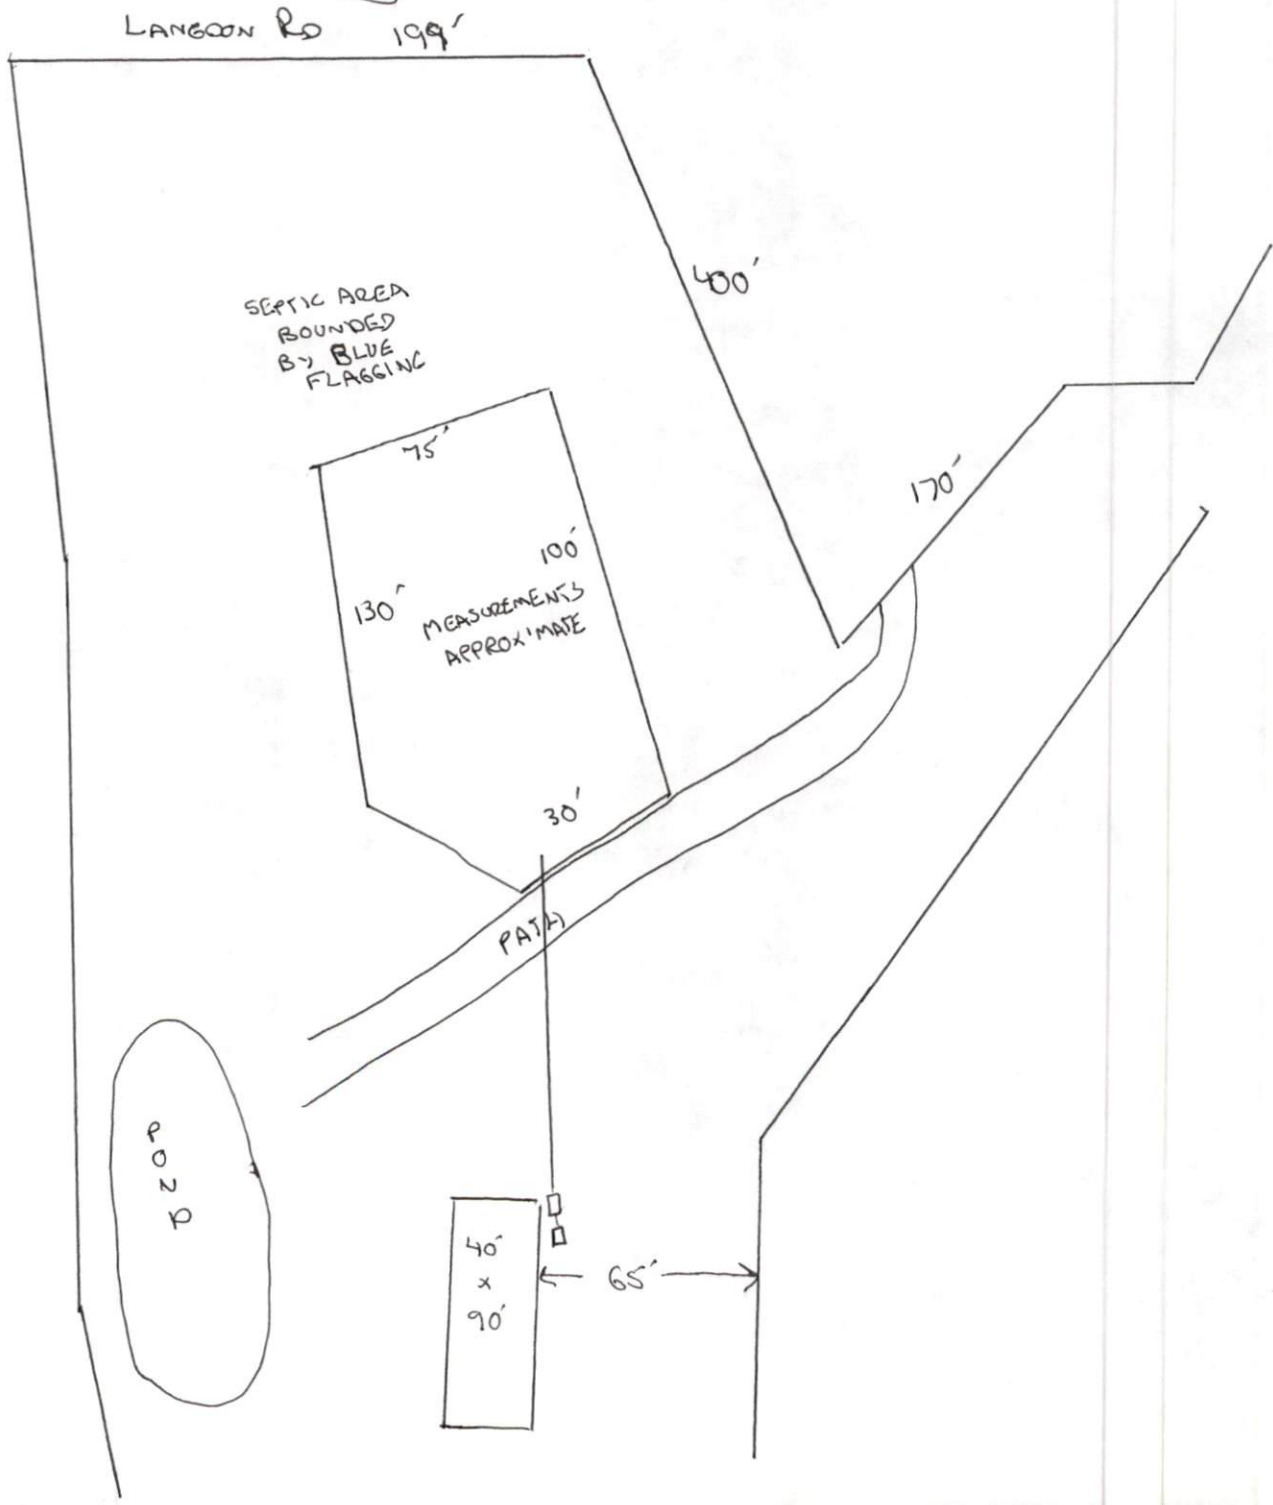 LANGDON RD 199'
400'
SEPTIC AREA
BOUNDED
BY BLUE
FLAGGING
75'
170'
100'
130'
MEASUREMENTS
APPROXIMATE
30'
PATH
POND
40'
x
90'
65'